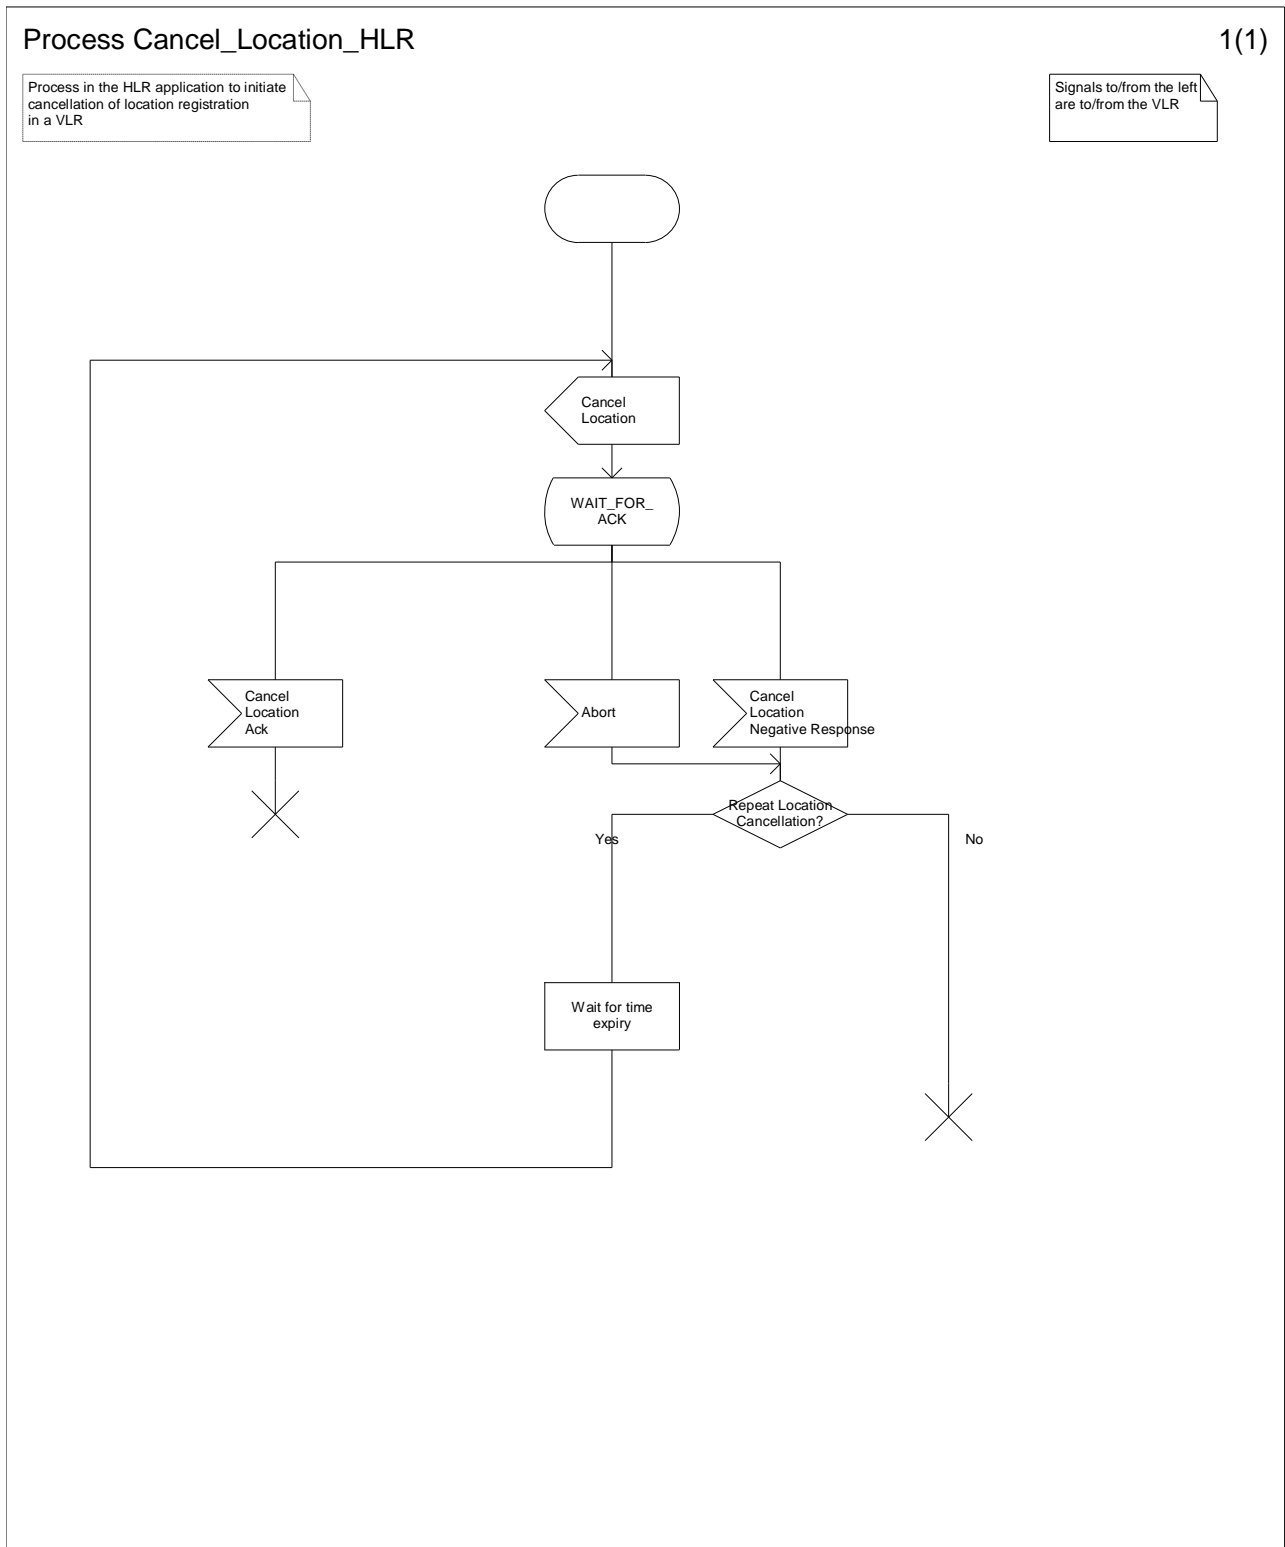 Process Cancel_Location_HLR
1(1)
Process in the HLR application to initiate
cancellation of location registration
in a VLR
Signals to/from the left
are to/from the VLR
Cancel
Location
WAIT_FOR_
ACK
Cancel
Location
Ack
Abort
Cancel
Location
Negative Response
Repeat Location
Cancellation?
Yes
No
Wait for time
expiry